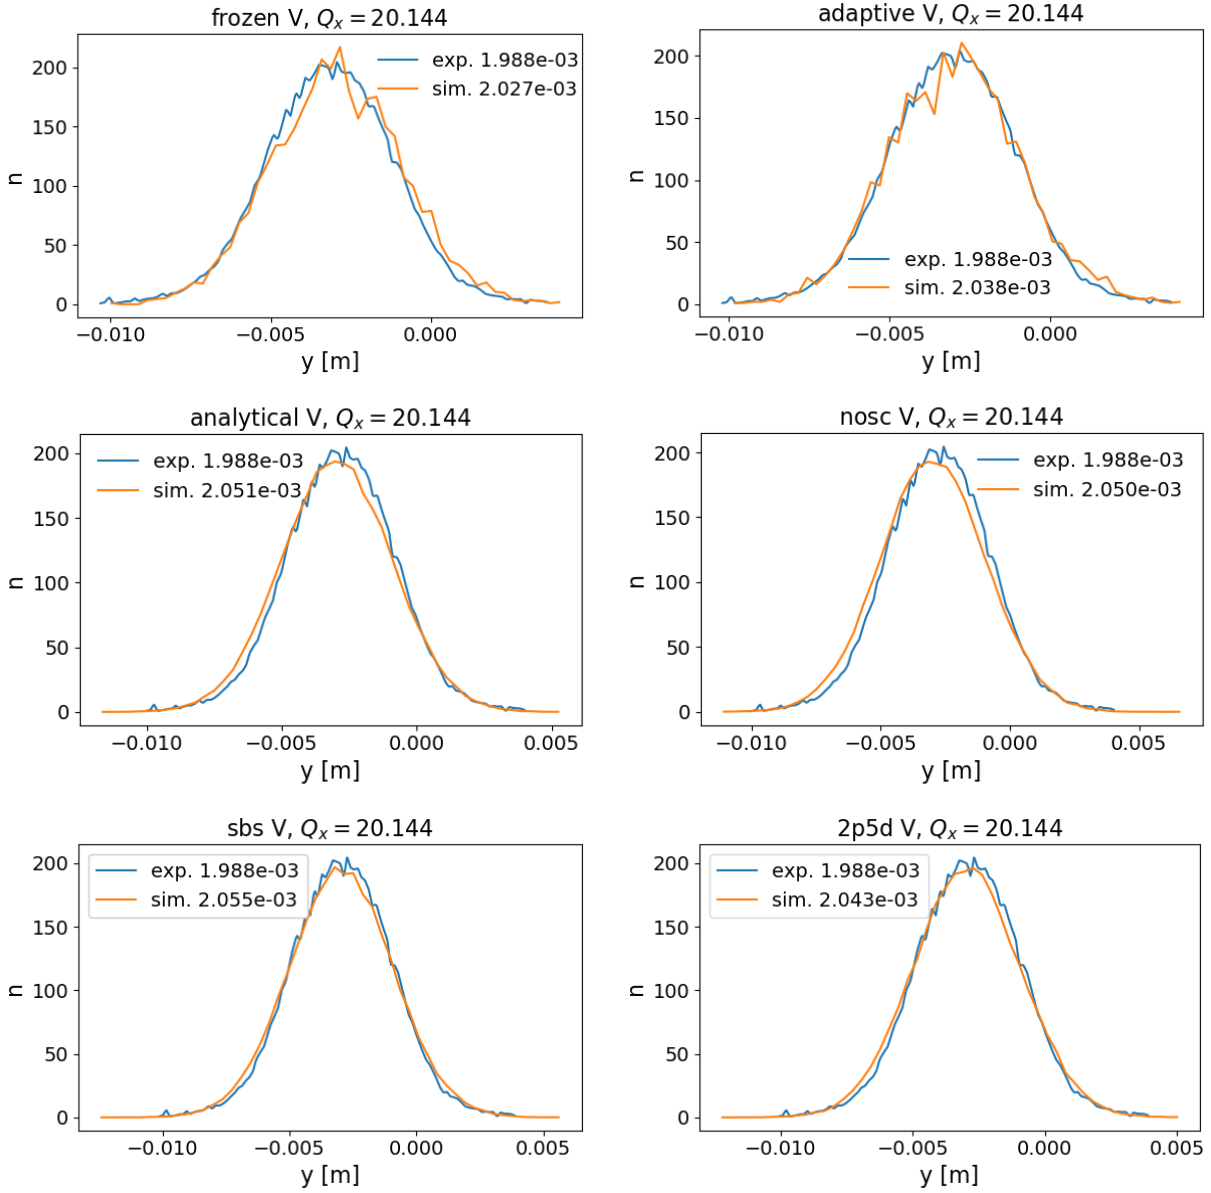 frozen V, Q_x = 20.144
n
200
150
100
50
0
exp. 1.988e-03
sim. 2.027e-03
−0.010 −0.005 0.000
y [m]
adaptive V, Q_x = 20.144
n
200
150
100
50
0
exp. 1.988e-03
sim. 2.038e-03
−0.010 −0.005 0.000
y [m]
analytical V, Q_x = 20.144
n
200
150
100
50
0
exp. 1.988e-03
sim. 2.051e-03
−0.010 −0.005 0.000 0.005
y [m]
nosc V, Q_x = 20.144
n
200
150
100
50
0
exp. 1.988e-03
sim. 2.050e-03
−0.010 −0.005 0.000 0.005
y [m]
sbs V, Q_x = 20.144
n
200
150
100
50
0
exp. 1.988e-03
sim. 2.055e-03
−0.010 −0.005 0.000 0.005
y [m]
2p5d V, Q_x = 20.144
n
200
150
100
50
0
exp. 1.988e-03
sim. 2.043e-03
−0.010 −0.005 0.000 0.005
y [m]